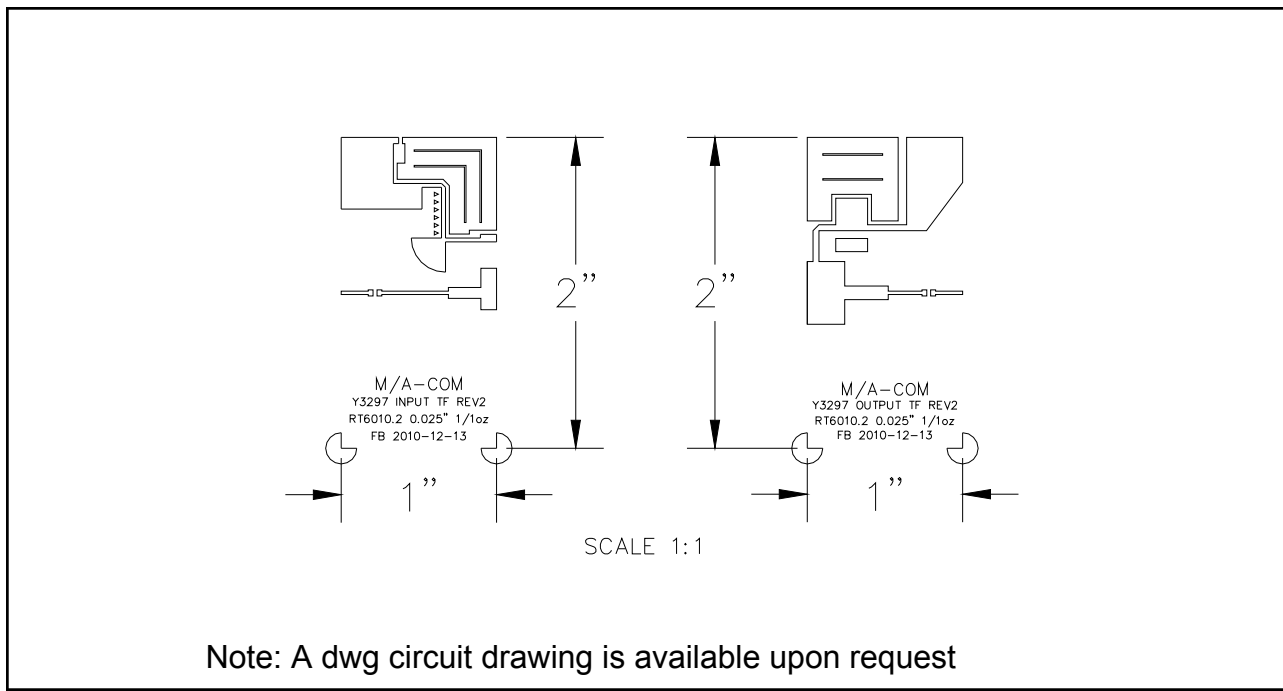 2”
2”
M/A-COM
Y3297 INPUT TF REV2
RT6010.2 0.025" 1/1oz
FB 2010-12-13
M/A-COM
Y3297 OUTPUT TF REV2
RT6010.2 0.025" 1/1oz
FB 2010-12-13
1”
1”
SCALE 1:1
Note: A dwg circuit drawing is available upon request